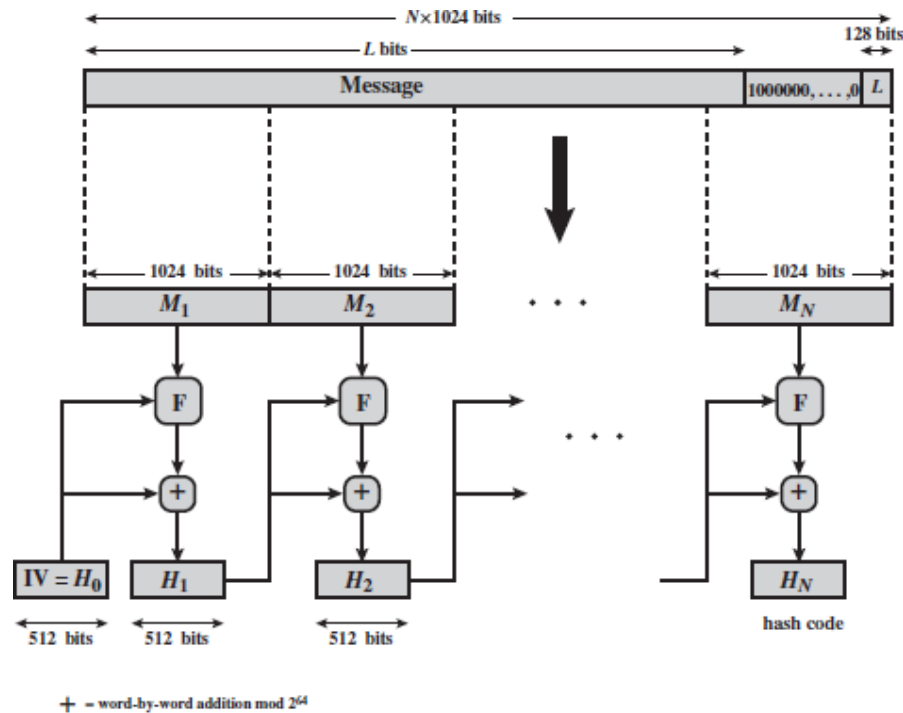 N×1024 bits
128 bits
L bits
Message 1000000, . . . ,0 L
1024 bits 1024 bits 1024 bits
M1 M2 . . . MN
F F F
. . .
+ + +
IV = H0 H1 H2 HN
512 bits 512 bits 512 bits hash code
+ = word-by-word addition mod 2^64